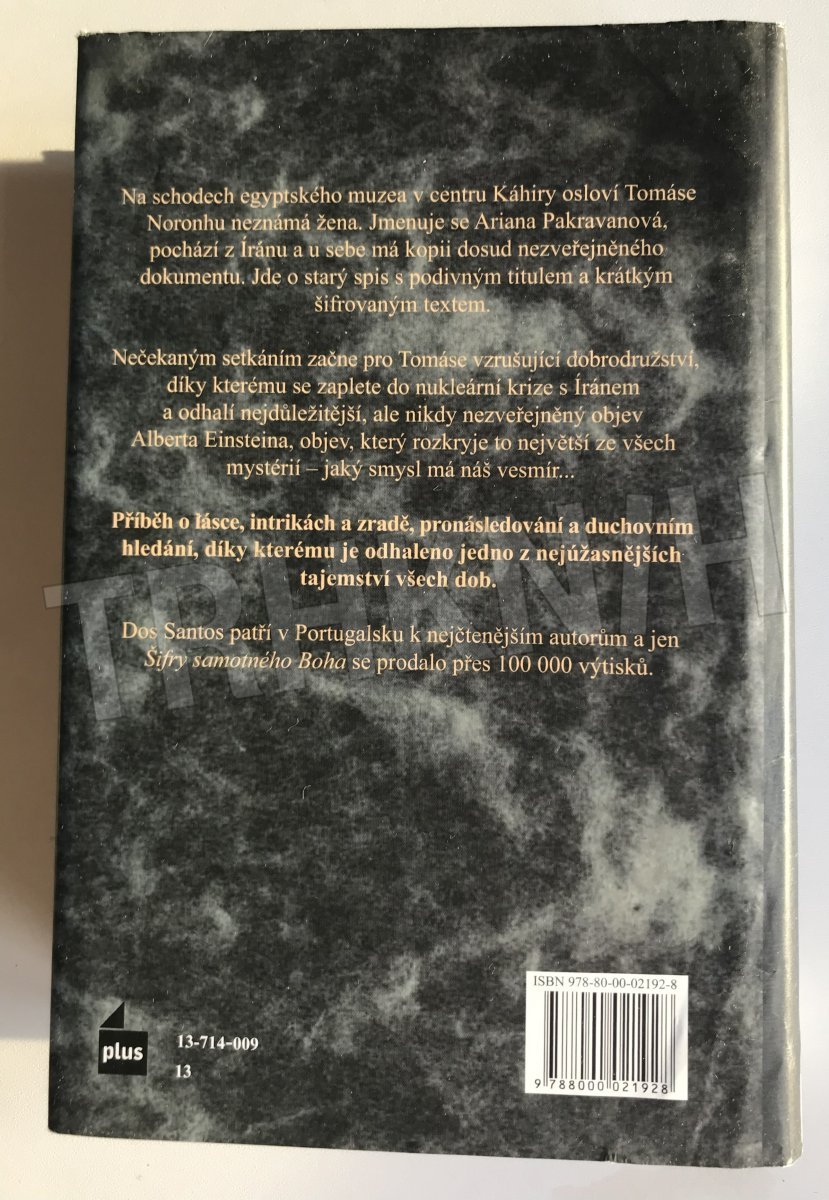 Na schodech egyptského muzea v centru Káhiry osloví Tomáse
Noronhu neznámá žena. Jmenuje se Ariana Pakravanová,
pochází z Íránu a u sebe má kopii dosud nezveřejněného
dokumentu. Jde o starý spis s podivným titulem a krátkým
šifrovaným textem.
Nečekaným setkáním začne pro Tomáse vzrušující dobrodružství,
díky kterému se zaplete do nukleární krize s Íránem
a odhalí nejdůležitější, ale nikdy nezveřejněný objev
Alberta Einsteina, objev, který rozkryje to největší ze všech
mystérií – jaký smysl má náš vesmír...
Příběh o lásce, intrikách a zradě, pronásledování a duchovním
hledání, díky kterému je odhaleno jedno z nejúžasnějších
tajemství všech dob.
Dos Santos patří v Portugalsku k nejčtenějším autorům a jen
Šifry samotného Boha se prodalo přes 100 000 výtisků.
TRHKNIH
ISBN 978-80-00-02192-8
9 788000 021928
plus
13-714-009
13